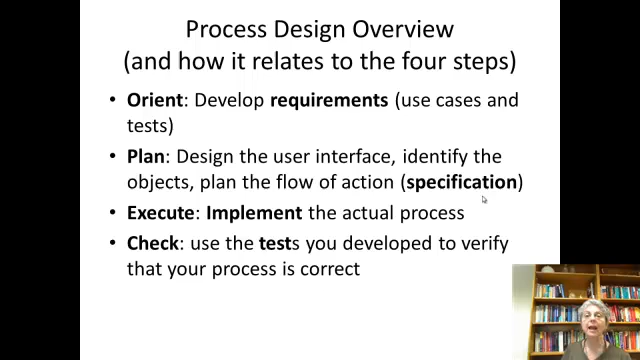 Process Design Overview
(and how it relates to the four steps)
• Orient: Develop requirements (use cases and
tests)
• Plan: Design the user interface, identify the
objects, plan the flow of action (specification)
• Execute: Implement the actual process
• Check: use the tests you developed to verify
that your process is correct